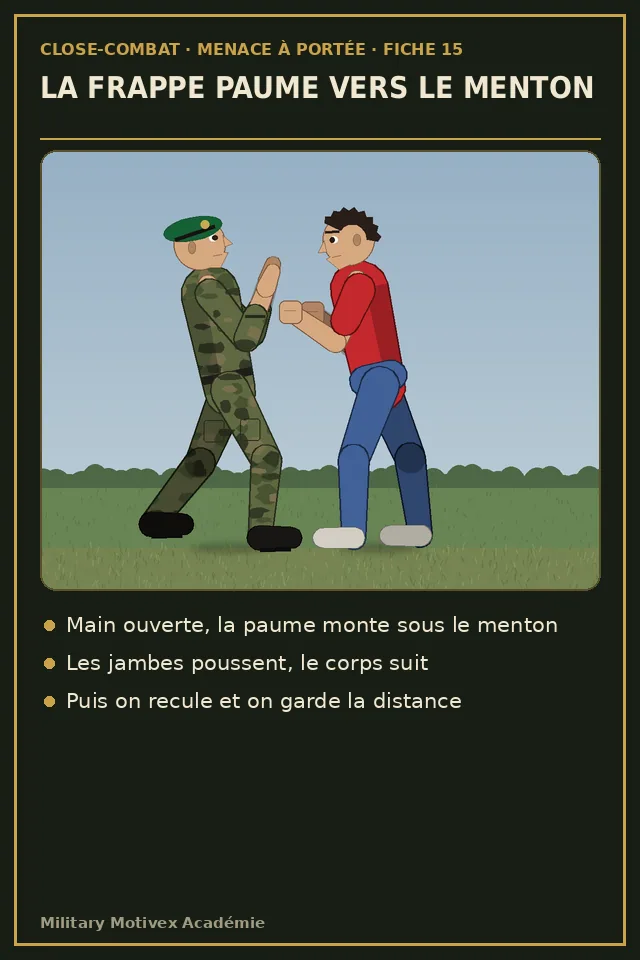 CLOSE-COMBAT · MENACE À PORTÉE · FICHE 15
LA FRAPPE PAUME VERS LE MENTON
Main ouverte, la paume monte sous le menton
Les jambes poussent, le corps suit
Puis on recule et on garde la distance
Military Motivex Académie